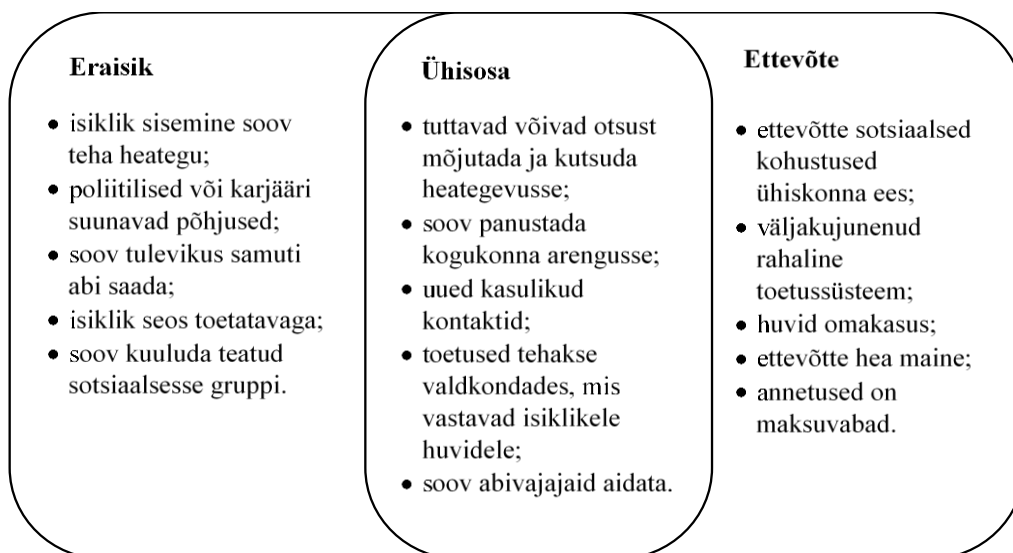 Eraisik
• isiklik sisemine soov
teha heategu;
• poliitilised või karjääri
suunavad põhjused;
• soov tulevikus samuti
abi saada;
• isiklik seos toetatavaga;
• soov kuuluda teatud
sotsiaalsesse gruppi.
Ühisosa
• tuttavad võivad otsust
mõjutada ja kutsuda
heategevusse;
• soov panustada
kogukonna arengusse;
• uued kasulikud
kontaktid;
• toetused tehakse
valdkondades, mis
vastavad isiklikele
huvidele;
• soov abivajajaid aidata.
Ettevõte
• ettevõtte sotsiaalsed
kohustused
ühiskonna ees;
• väljakujunenud
rahaline
toetussüsteem;
• huvid omakasus;
• ettevõtte hea maine;
• annetused on
maksuvabad.